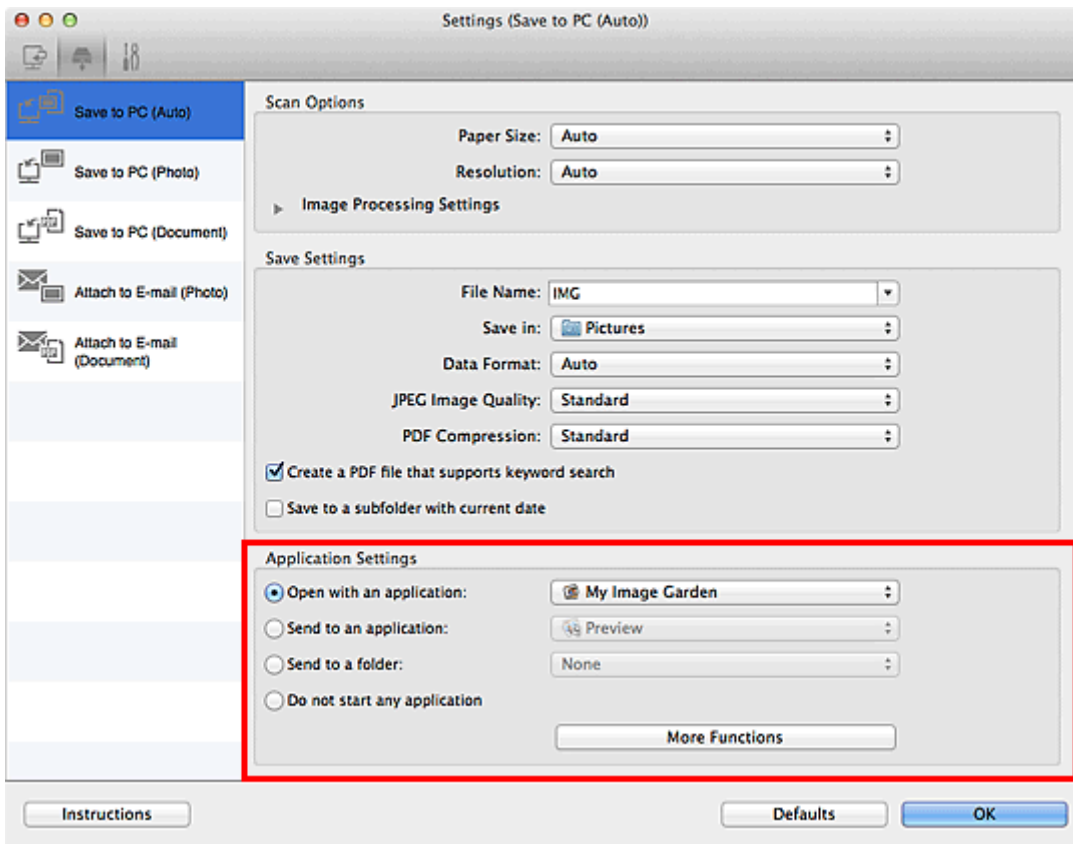 Settings (Save to PC (Auto))
Save to PC (Auto)
Save to PC (Photo)
Save to PC (Document)
Attach to E-mail (Photo)
Attach to E-mail
(Document)
Scan Options
Paper Size: Auto
Resolution: Auto
Image Processing Settings
Save Settings
File Name: IMG
Save in: Pictures
Data Format: Auto
JPEG Image Quality: Standard
PDF Compression: Standard
Create a PDF file that supports keyword search
Save to a subfolder with current date
Application Settings
Open with an application: My Image Garden
Send to an application: Preview
Send to a folder: None
Do not start any application
More Functions
Instructions Defaults OK